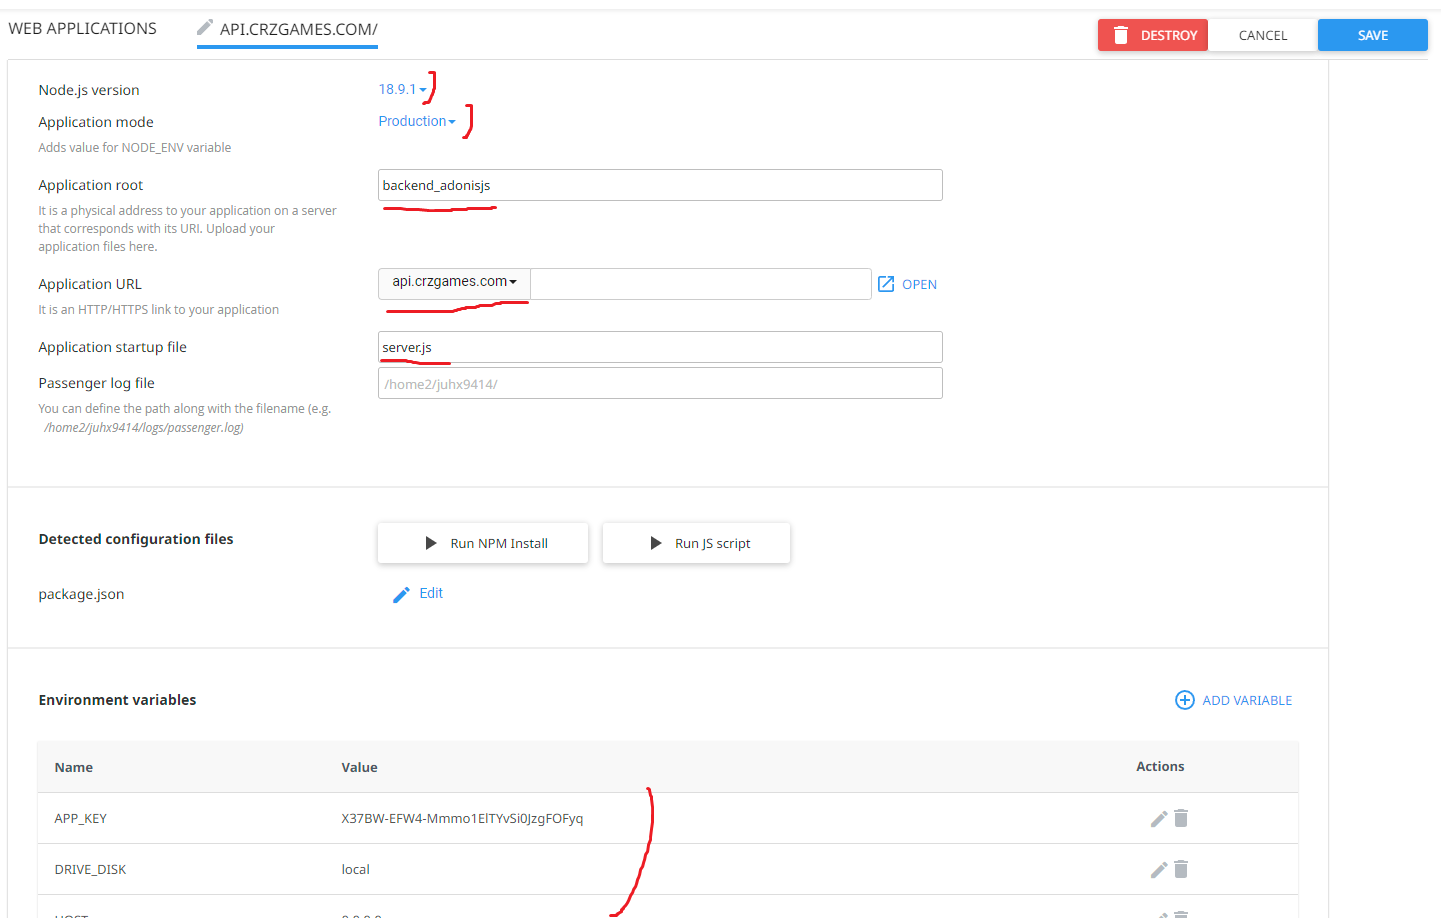 WEB APPLICATIONS
API.CRZGAMES.COM/
DESTROY
CANCEL
SAVE
Node.js version
18.9.1
Application mode
Production
Adds value for NODE_ENV variable
Application root
backend_adonisjs
It is a physical address to your application on a server
that corresponds with its URI. Upload your
application files here.
Application URL
api.crzgames.com
OPEN
It is an HTTP/HTTPS link to your application
Application startup file
server.js
Passenger log file
/home2/juhx9414/
You can define the path along with the filename (e.g.
/home2/juhx9414/logs/passenger.log)
Detected configuration files
Run NPM Install
Run JS script
package.json
Edit
Environment variables
ADD VARIABLE
Name Value Actions
APP_KEY X37BW-EFW4-Mmmo1ElTYvSi0JzgFOFyq
DRIVE_DISK local